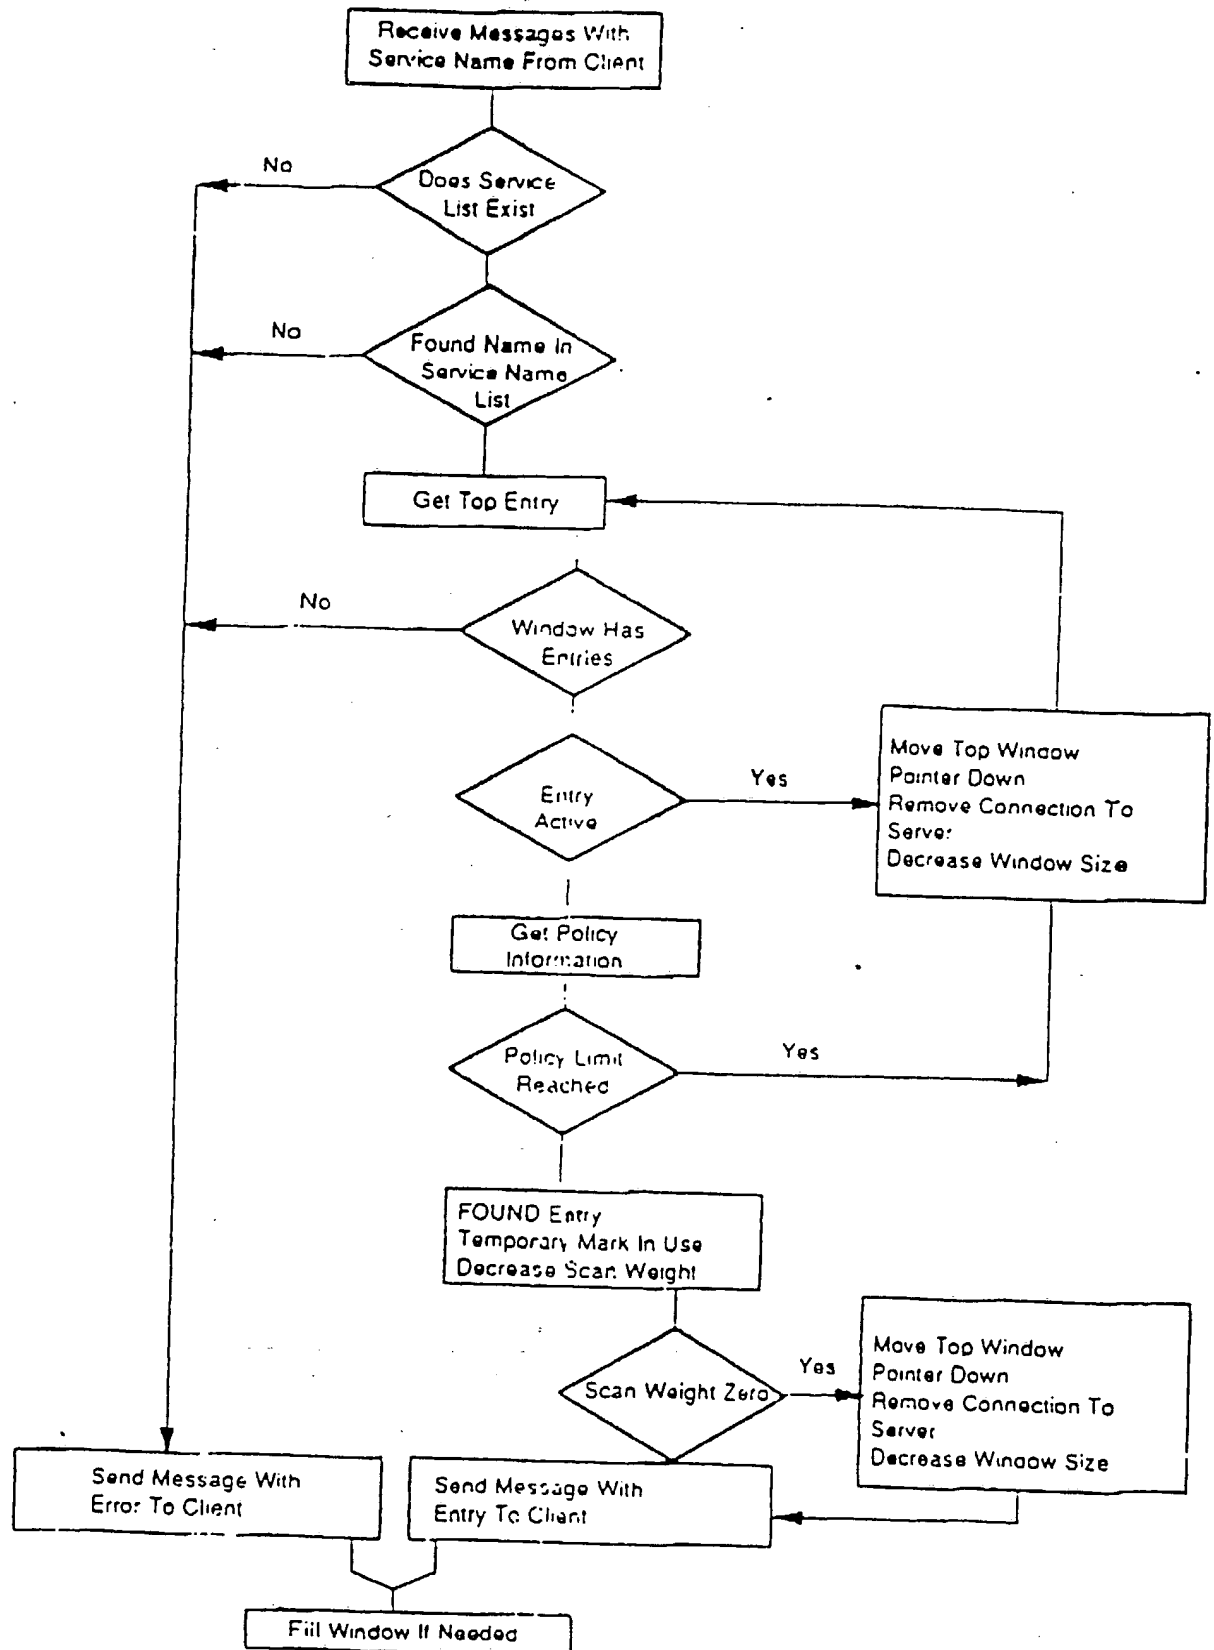 Receive Messages With
Service Name From Client
No
Does Service
List Exist
No
Found Name In
Service Name
List
Get Top Entry
No
Window Has
Entries
Entry
Active
Yes
Move Top Window
Pointer Down
Remove Connection To
Server
Decrease Window Size
Get Policy
Information
Policy Limit
Reached
Yes
FOUND Entry
Temporary Mark In Use
Decrease Scan Weight
Scan Weight Zero
Yes
Move Top Window
Pointer Down
Remove Connection To
Server
Decrease Window Size
Send Message With
Error To Client
Send Message With
Entry To Client
Fill Window If Needed